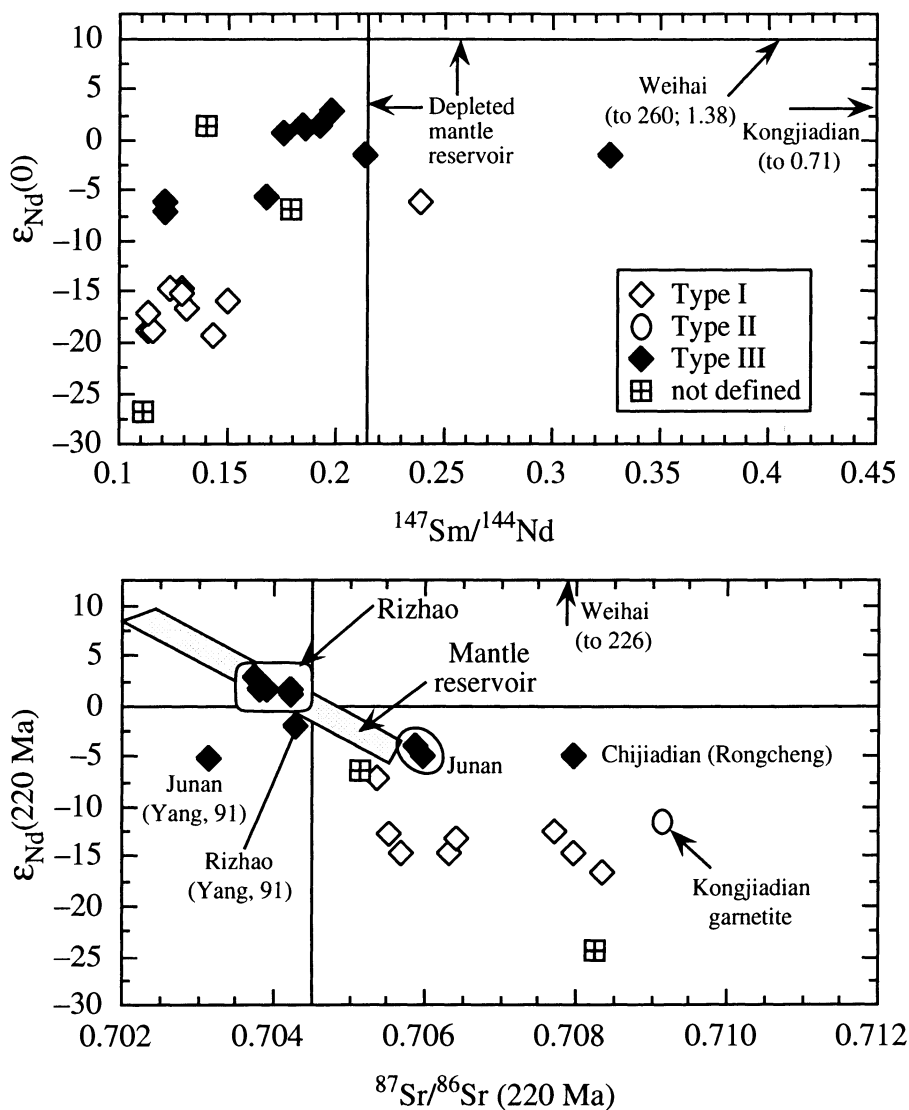 10
5
0
−5
−10
−15
−20
−25
−30
εNd(0)
Depleted
mantle
reservoir
Weihai
(to 260; 1.38)
Kongjiadian
(to 0.71)
Type I
Type II
Type III
not defined
0.1 0.15 0.2 0.25 0.3 0.35 0.4 0.45
¹⁴⁷Sm/¹⁴⁴Nd
10
5
0
−5
−10
−15
−20
−25
−30
εNd(220 Ma)
Rizhao
Weihai
(to 226)
Mantle
reservoir
Junan
(Yang, 91)
Junan
Chijiadian (Rongcheng)
Rizhao
(Yang, 91)
Kongjiadian
garnetite
0.702 0.704 0.706 0.708 0.710 0.712
⁸⁷Sr/⁸⁶Sr (220 Ma)